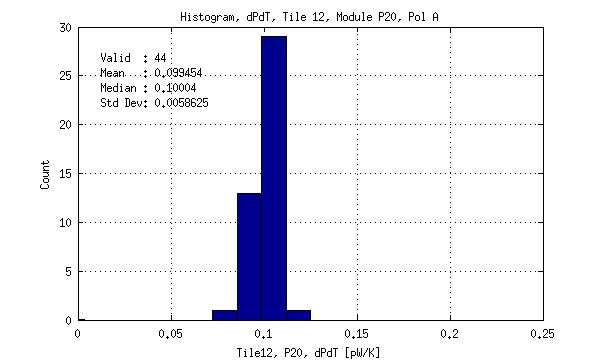 Histogram, dPdT, Tile 12, Module P20, Pol A
30
25
20
15
10
5
0
Count
Valid : 44
Mean : 0.099454
Median : 0.10004
Std Dev: 0.0058625
0 0.05 0.1 0.15 0.2 0.25
Tile12, P20, dPdT [pW/K]